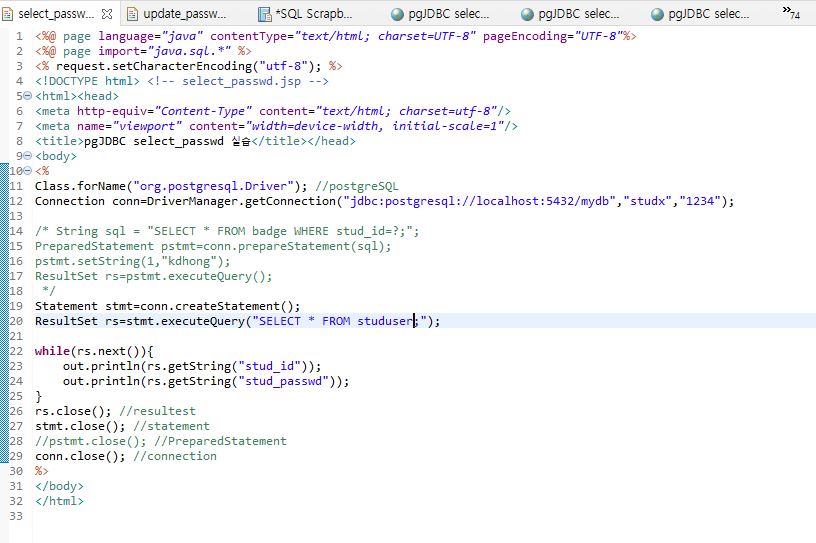 select_passw...
update_passw...
*SQL Scrapb...
pgJDBC selec...
pgJDBC selec...
pgJDBC selec...
»74
1 <%@ page language="java" contentType="text/html; charset=UTF-8" pageEncoding="UTF-8"%>
2 <%@ page import="java.sql.*" %>
3 <% request.setCharacterEncoding("utf-8"); %>
4 <!DOCTYPE html> <!-- select_passwd.jsp -->
5 <html><head>
6 <meta http-equiv="Content-Type" content="text/html; charset=utf-8"/>
7 <meta name="viewport" content="width=device-width, initial-scale=1"/>
8 <title>pgJDBC select_passwd 실습</title></head>
9 <body>
10 <%
11 Class.forName("org.postgresql.Driver"); //postgreSQL
12 Connection conn=DriverManager.getConnection("jdbc:postgresql://localhost:5432/mydb","studx","1234");
13
14 /* String sql = "SELECT * FROM badge WHERE stud_id=?;";
15 PreparedStatement pstmt=conn.prepareStatement(sql);
16 pstmt.setString(1,"kdhong");
17 ResultSet rs=pstmt.executeQuery();
18 */
19 Statement stmt=conn.createStatement();
20 ResultSet rs=stmt.executeQuery("SELECT * FROM studuser;");
21
22 while(rs.next()){
23 out.println(rs.getString("stud_id"));
24 out.println(rs.getString("stud_passwd"));
25 }
26 rs.close(); //resultest
27 stmt.close(); //statement
28 //pstmt.close(); //PreparedStatement
29 conn.close(); //connection
30 %>
31 </body>
32 </html>
33